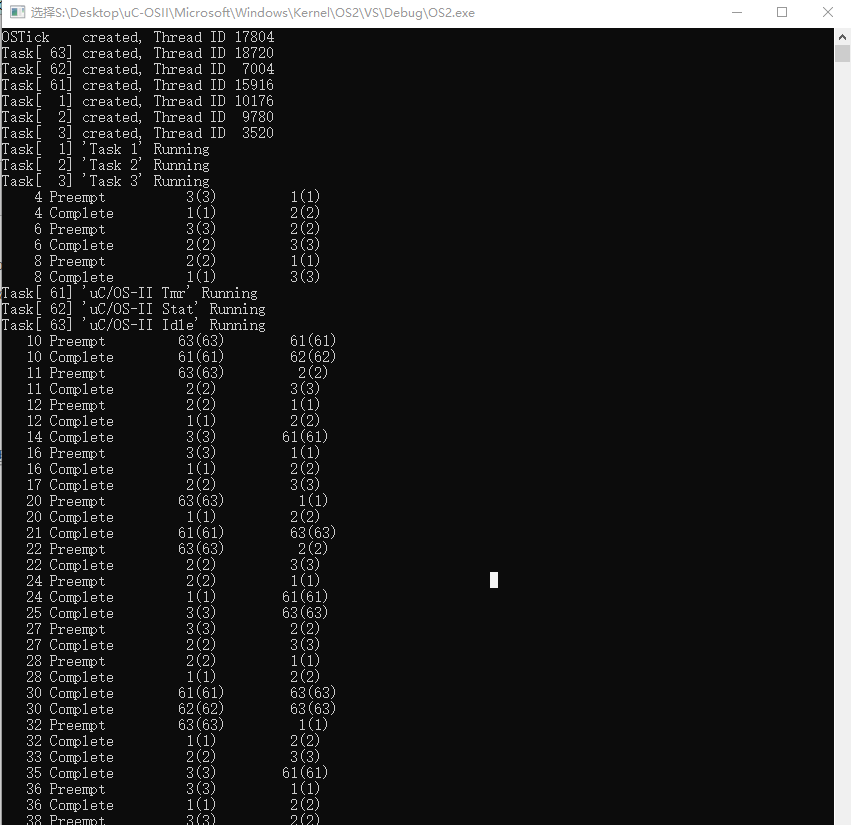 选择S:\Desktop\uC-OSII\Microsoft\Windows\Kernel\OS2\VS\Debug\OS2.exe
OSTick    created, Thread ID 17804
Task[ 63] created, Thread ID 18720
Task[ 62] created, Thread ID  7004
Task[ 61] created, Thread ID 15916
Task[  1] created, Thread ID 10176
Task[  2] created, Thread ID  9780
Task[  3] created, Thread ID  3520
Task[  1] 'Task 1' Running
Task[  2] 'Task 2' Running
Task[  3] 'Task 3' Running
4 Preempt 3(3) 1(1)
4 Complete 1(1) 2(2)
6 Preempt 3(3) 2(2)
6 Complete 2(2) 3(3)
8 Preempt 2(2) 1(1)
8 Complete 1(1) 3(3)
Task[ 61] 'uC/OS-II Tmr' Running
Task[ 62] 'uC/OS-II Stat' Running
Task[ 63] 'uC/OS-II Idle' Running
10 Preempt 63(63) 61(61)
10 Complete 61(61) 62(62)
11 Preempt 63(63) 2(2)
11 Complete 2(2) 3(3)
12 Preempt 2(2) 1(1)
12 Complete 1(1) 2(2)
14 Complete 3(3) 61(61)
16 Preempt 3(3) 1(1)
16 Complete 1(1) 2(2)
17 Complete 2(2) 3(3)
20 Preempt 63(63) 1(1)
20 Complete 1(1) 2(2)
21 Complete 61(61) 63(63)
22 Preempt 63(63) 2(2)
22 Complete 2(2) 3(3)
24 Preempt 2(2) 1(1)
24 Complete 1(1) 61(61)
25 Complete 3(3) 63(63)
27 Preempt 3(3) 2(2)
27 Complete 2(2) 3(3)
28 Preempt 2(2) 1(1)
28 Complete 1(1) 2(2)
30 Complete 61(61) 63(63)
30 Complete 62(62) 63(63)
32 Preempt 63(63) 1(1)
32 Complete 1(1) 2(2)
33 Complete 2(2) 3(3)
35 Complete 3(3) 61(61)
36 Preempt 3(3) 1(1)
36 Complete 1(1) 2(2)
38 Preempt 3(3) 2(2)